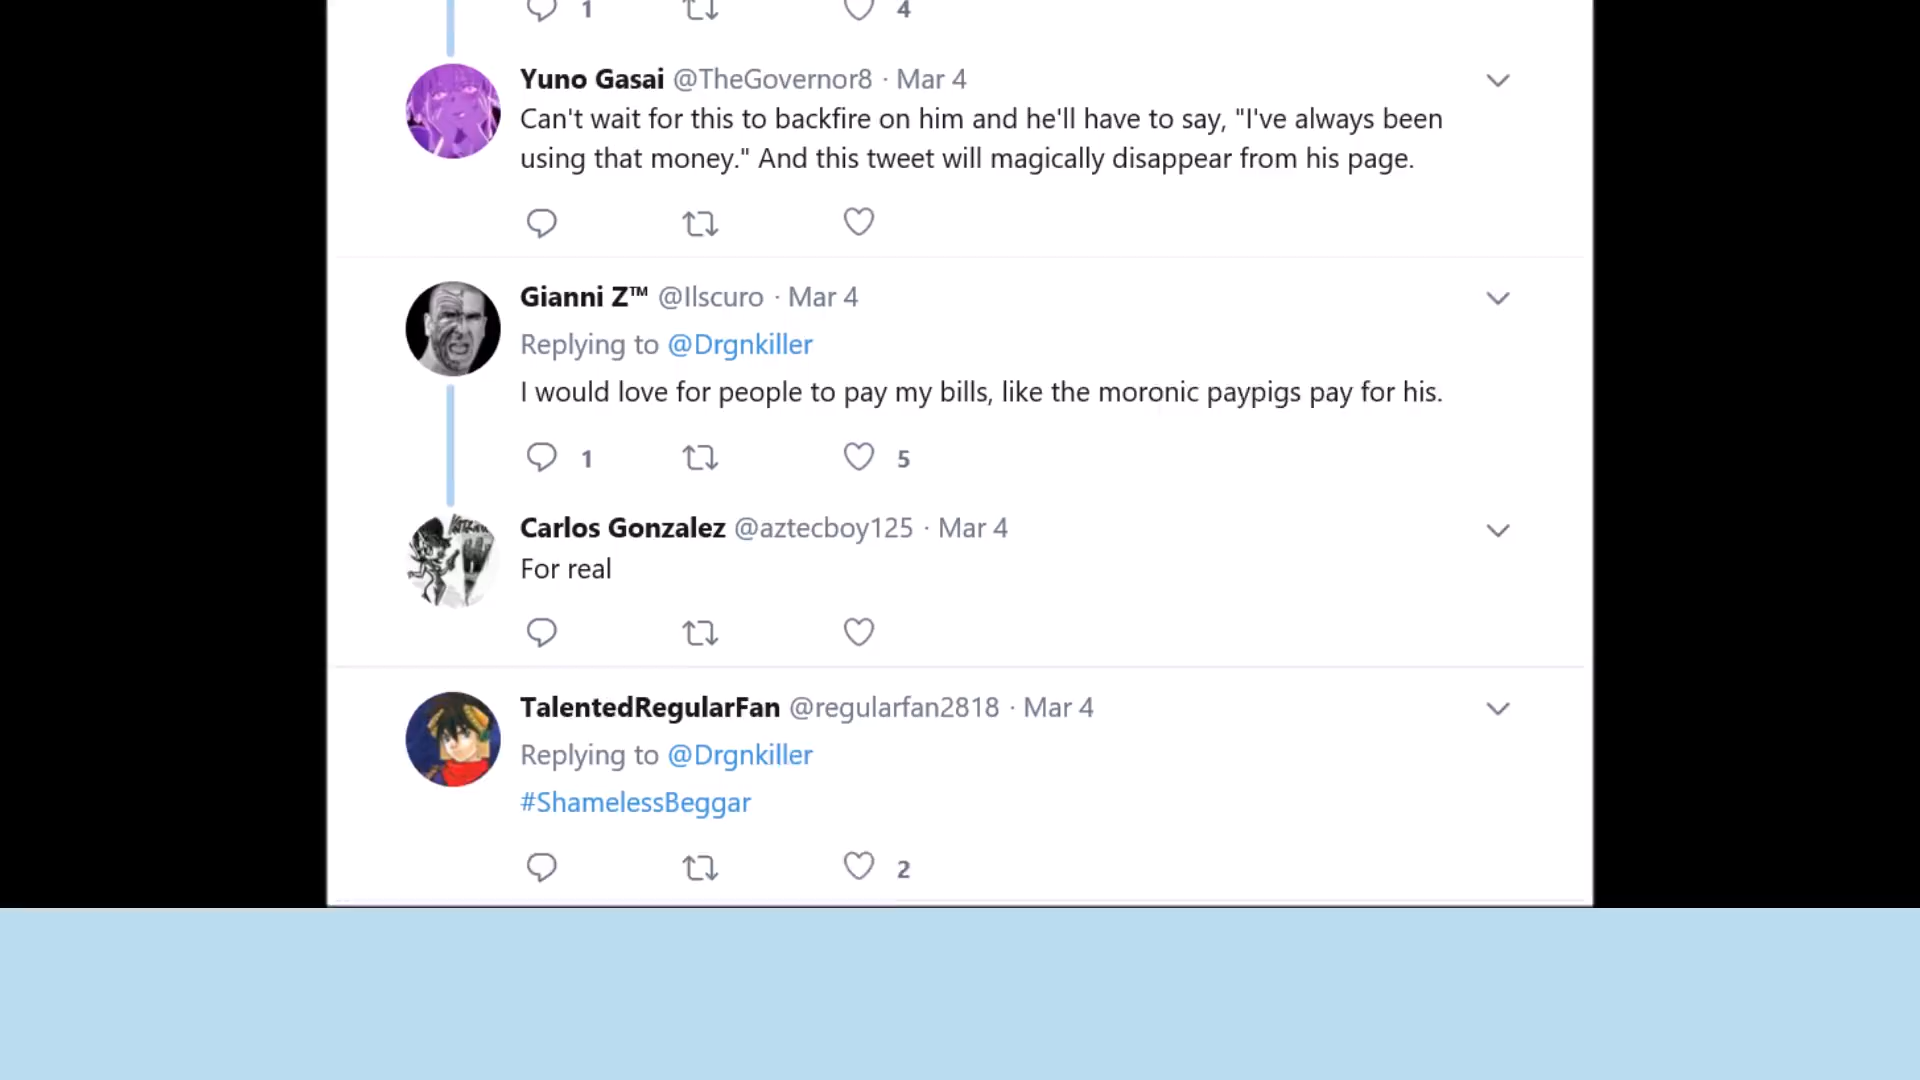 1 4
Yuno Gasai @TheGovernor8 · Mar 4
Can't wait for this to backfire on him and he'll have to say, "I've always been
using that money." And this tweet will magically disappear from his page.
Gianni Z™ @Ilscuro · Mar 4
Replying to @Drgnkiller
I would love for people to pay my bills, like the moronic paypigs pay for his.
1 5
Carlos Gonzalez @aztecboy125 · Mar 4
For real
TalentedRegularFan @regularfan2818 · Mar 4
Replying to @Drgnkiller
#ShamelessBeggar
2